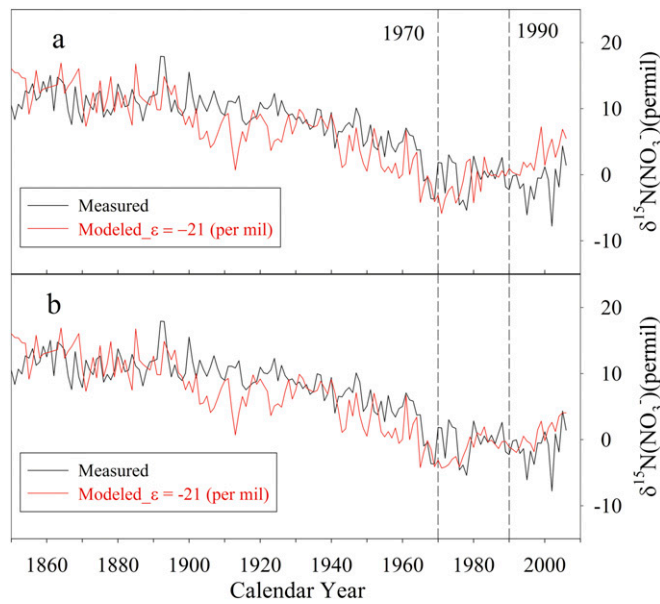 a
1970
1990
20
10
0
-10
δ¹⁵N(NO₃⁻)(permil)
Measured
Modeled_ε = −21 (per mil)
b
20
10
0
-10
δ¹⁵N(NO₃⁻)(permil)
Measured
Modeled_ε = -21 (per mil)
1860 1880 1900 1920 1940 1960 1980 2000
Calendar Year